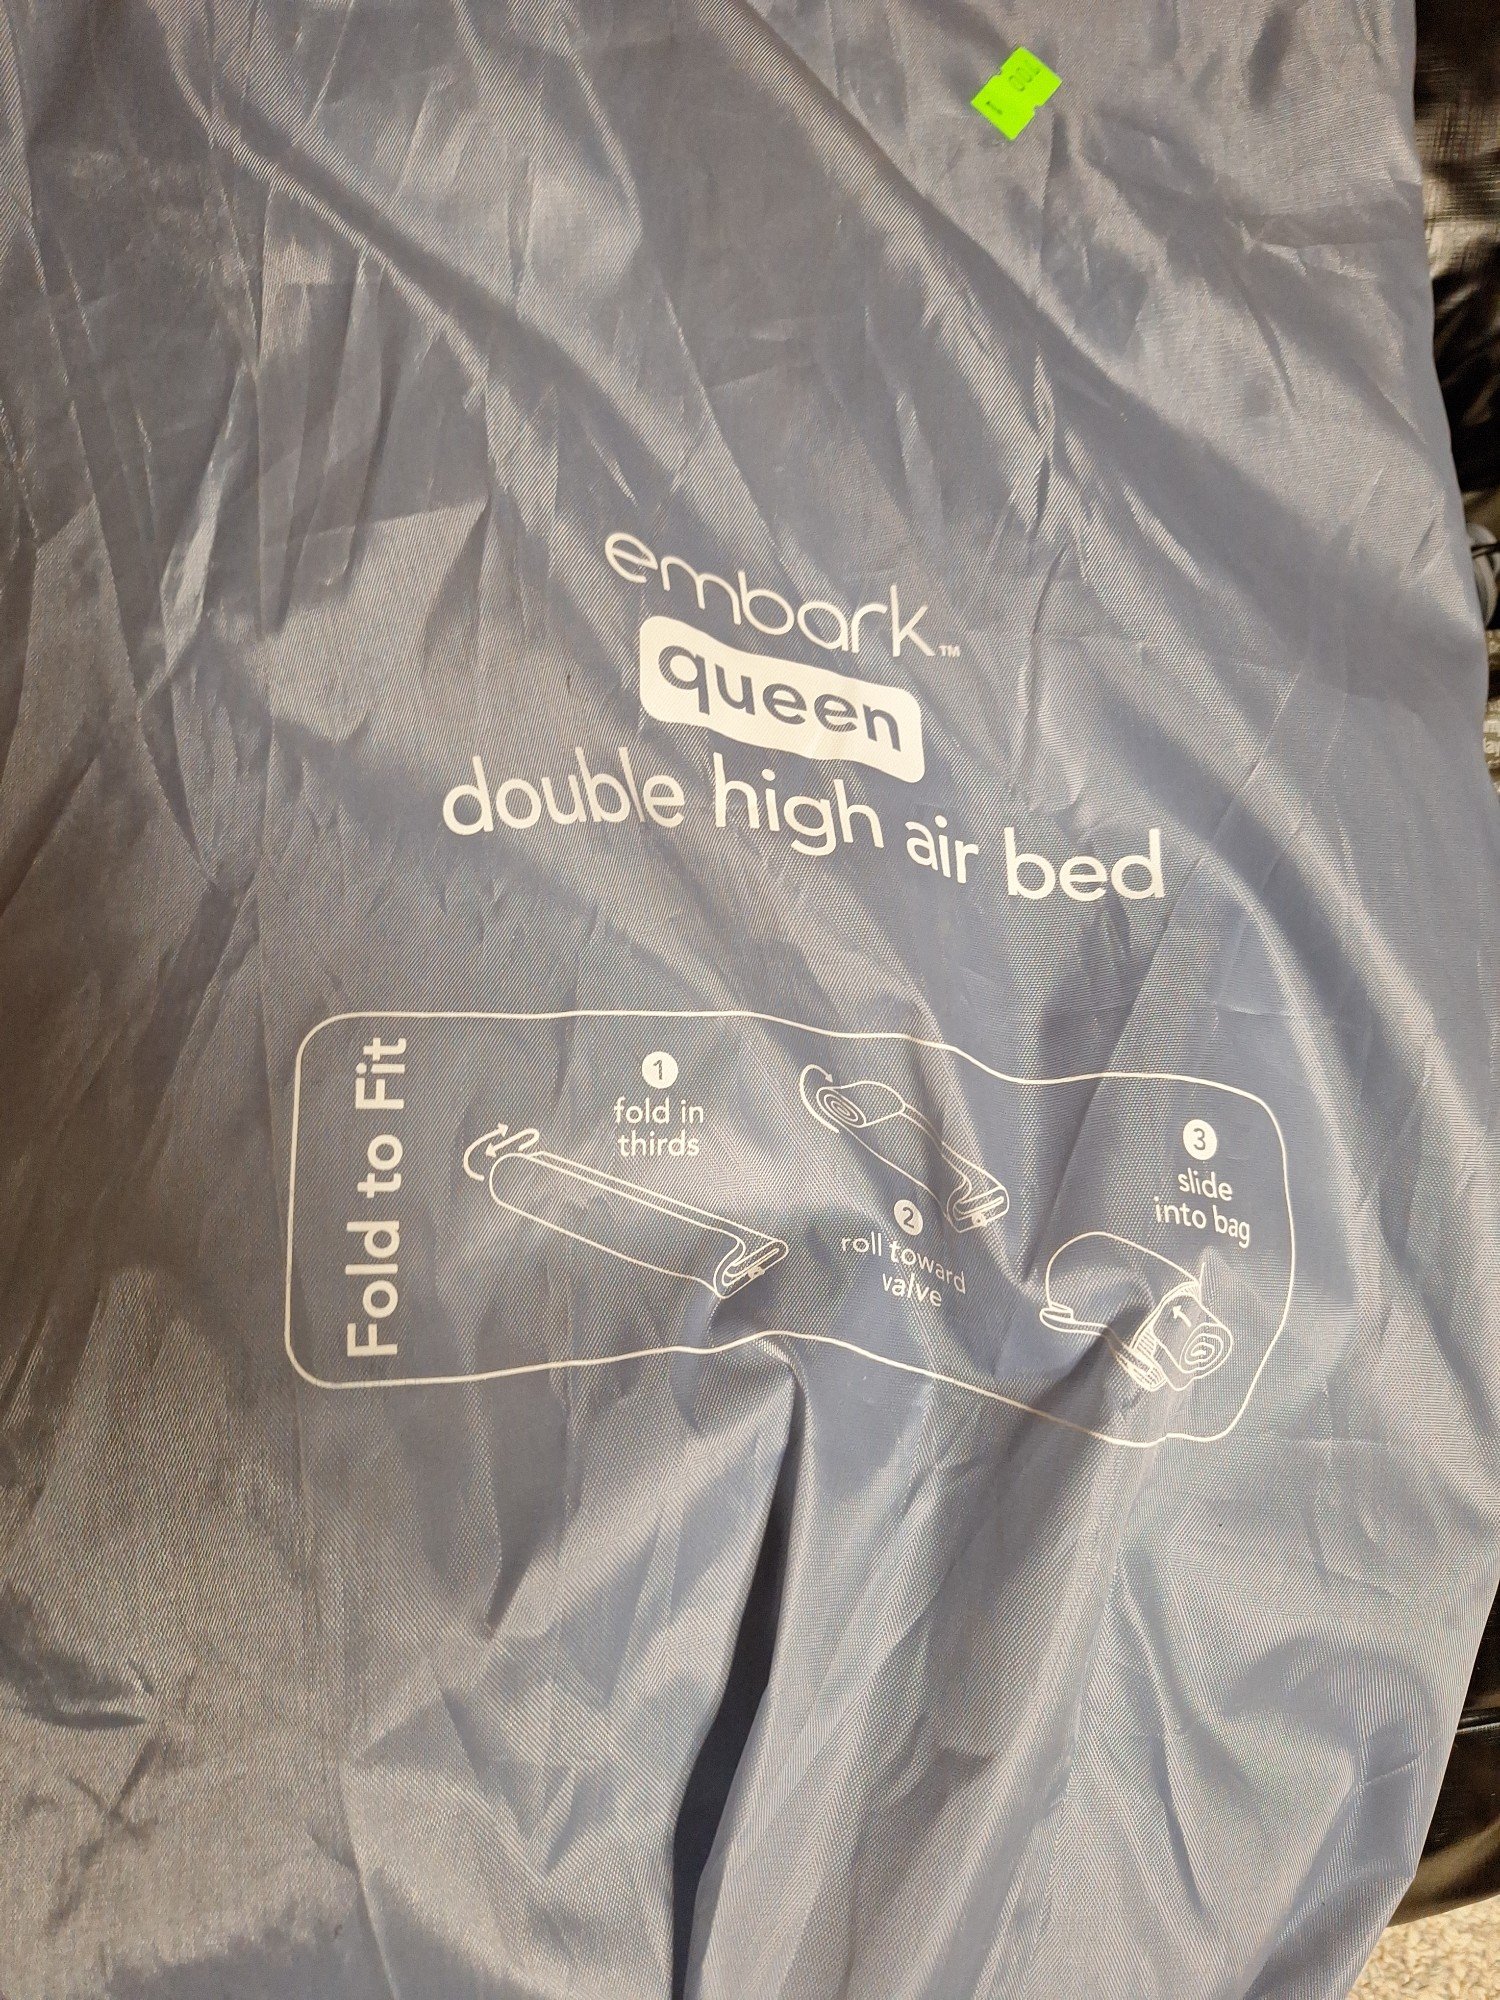 embark™
queen
double high air bed
Fold to Fit
1
fold in
thirds
2
roll toward
valve
3
slide
into bag